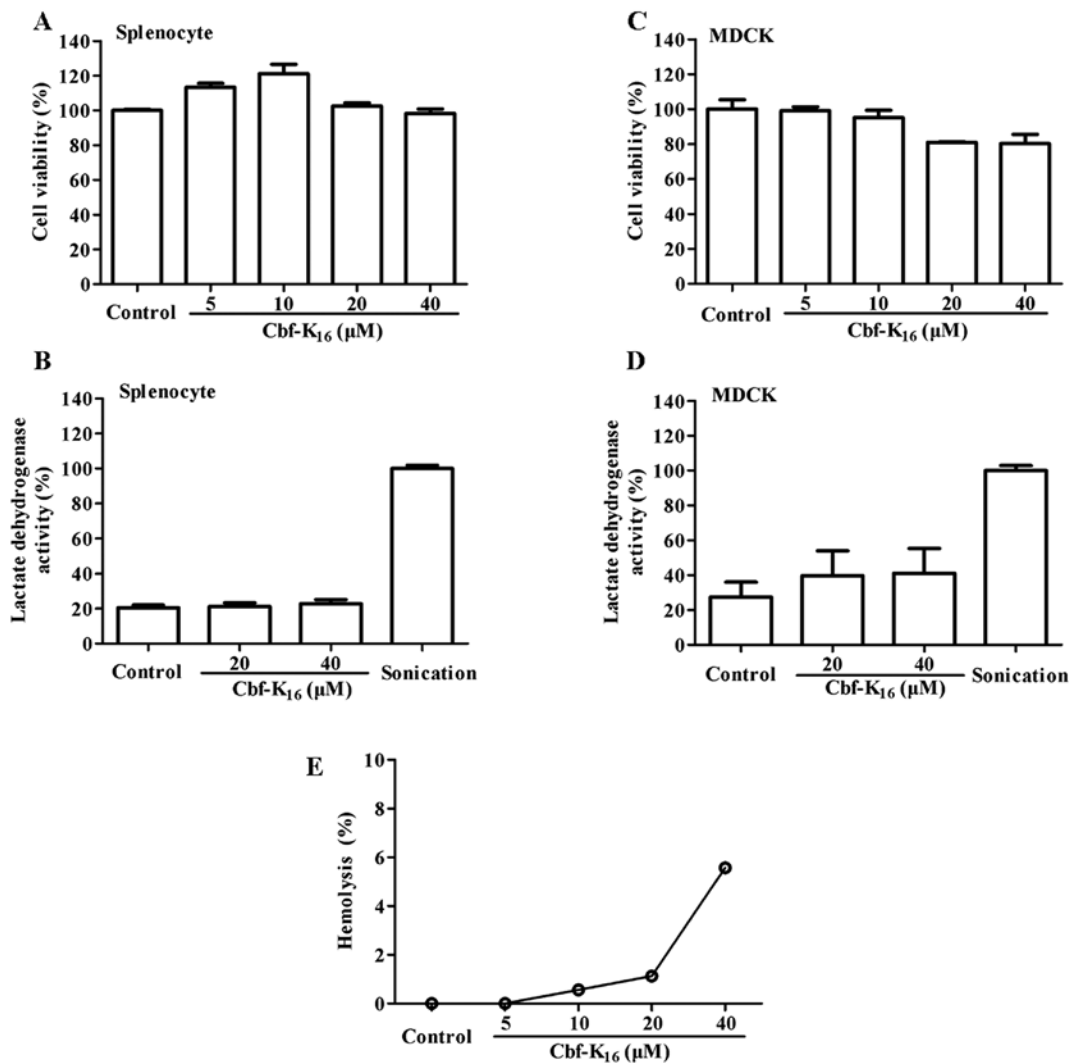 A
Splenocyte
Cell viability (%)
140
120
100
80
60
40
20
0
Control
5 10 20 40
Cbf-K₁₆ (μM)
C
MDCK
Cell viability (%)
140
120
100
80
60
40
20
0
Control
5 10 20 40
Cbf-K₁₆ (μM)
B
Splenocyte
Lactate dehydrogenase
activity (%)
140
120
100
80
60
40
20
0
Control
20 40
Sonication
Cbf-K₁₆ (μM)
D
MDCK
Lactate dehydrogenase
activity (%)
140
120
100
80
60
40
20
0
Control
20 40
Sonication
Cbf-K₁₆ (μM)
E
Hemolysis (%)
10
8
6
4
2
0
Control
5 10 20 40
Cbf-K₁₆ (μM)